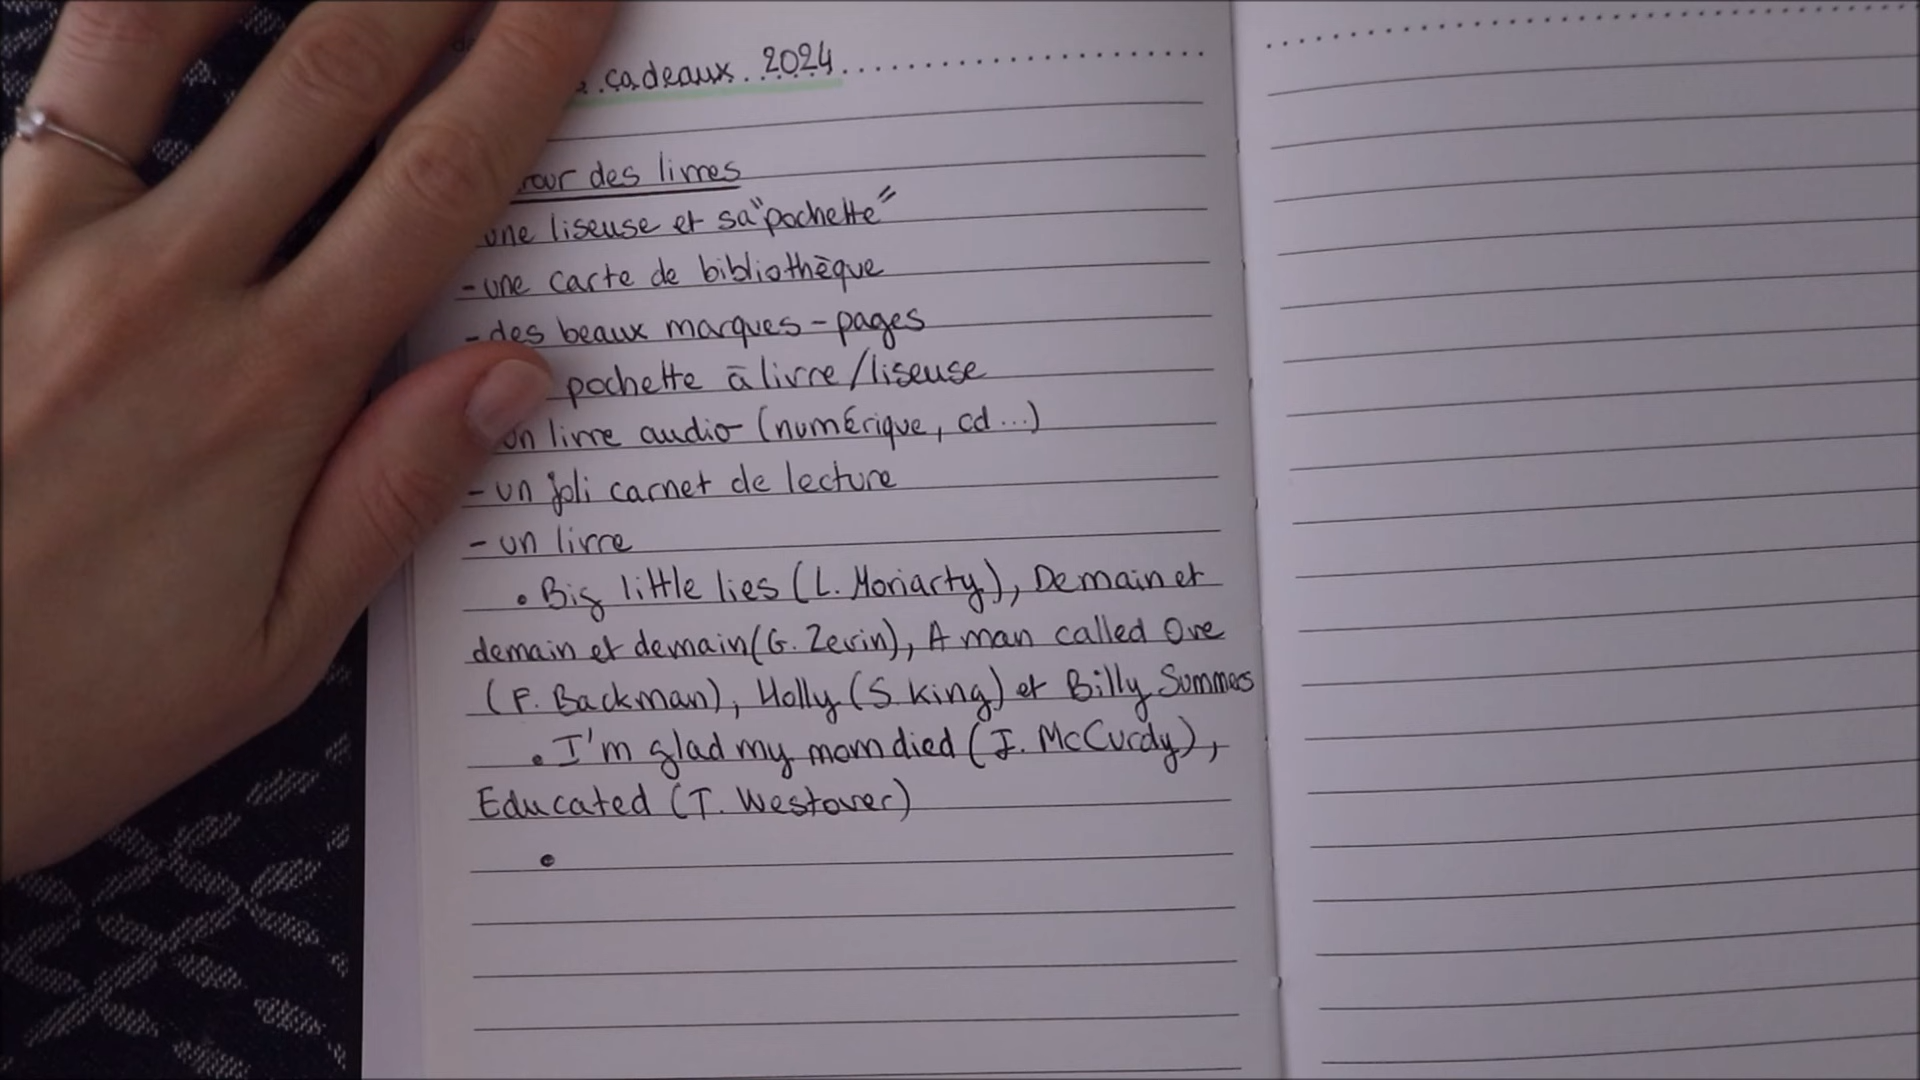 cadeaux 2024
des livres
une liseuse et sa "pochette"
- une carte de bibliothèque
- des beaux marques-pages
pochette à livre/liseuse
un livre audio (numérique, cd...)
- un joli carnet de lecture
- un livre
• Big little lies (L. Moriarty), Demain et
demain et demain (G. Zevin), A man called Ove
(F. Backman), Holly (S. King) et Billy Summers
• I'm glad my mom died (J. McCurdy),
Educated (T. Westover)
•